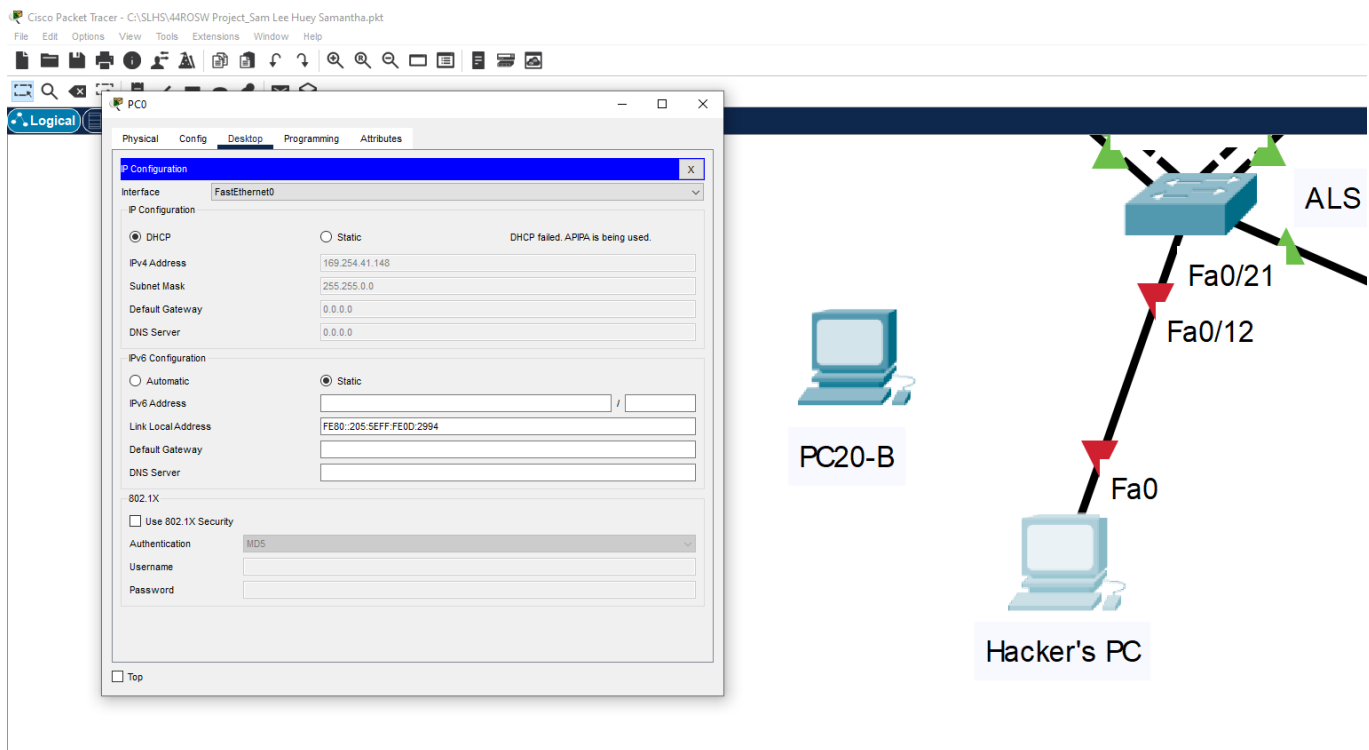 Cisco Packet Tracer - C:\SLHS\44ROSW Project_Sam Lee Huey Samantha.pkt
File Edit Options View Tools Extensions Window Help
Logical
PC0
Physical Config Desktop Programming Attributes
IP Configuration X
Interface FastEthernet0
IP Configuration
DHCP Static DHCP failed. APIPA is being used.
IPv4 Address 169.254.41.148
Subnet Mask 255.255.0.0
Default Gateway 0.0.0.0
DNS Server 0.0.0.0
IPv6 Configuration
Automatic Static
IPv6 Address /
Link Local Address FE80::205:5EFF:FE0D:2994
Default Gateway
DNS Server
802.1X
Use 802.1X Security
Authentication MD5
Username
Password
Top
ALS
Fa0/21
Fa0/12
PC20-B
Fa0
Hacker's PC